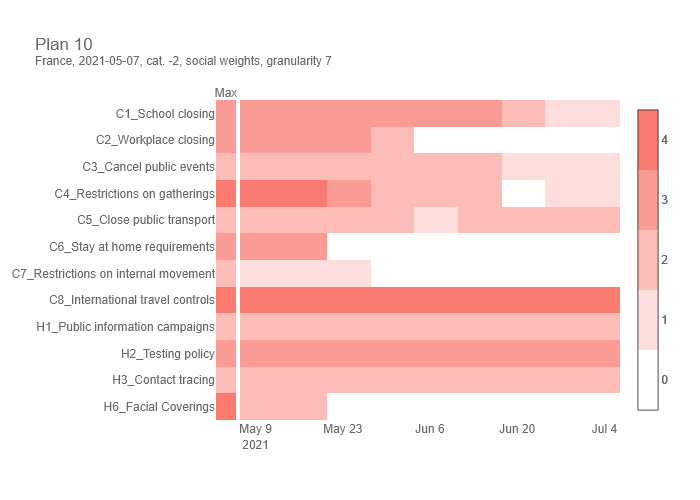 Plan 10
France, 2021-05-07, cat. -2, social weights, granularity 7
Max
C1_School closing
C2_Workplace closing
C3_Cancel public events
C4_Restrictions on gatherings
C5_Close public transport
C6_Stay at home requirements
C7_Restrictions on internal movement
C8_International travel controls
H1_Public information campaigns
H2_Testing policy
H3_Contact tracing
H6_Facial Coverings
May 9
2021
May 23
Jun 6
Jun 20
Jul 4
4
3
2
1
0